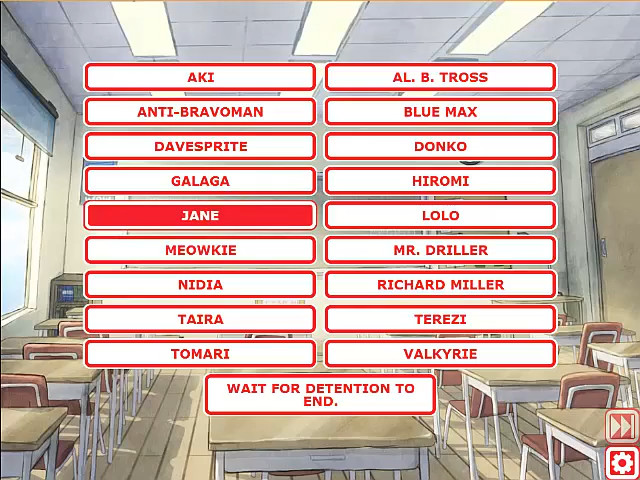 AKI
AL. B. TROSS
ANTI-BRAVOMAN
BLUE MAX
DAVESPRITE
DONKO
GALAGA
HIROMI
JANE
LOLO
MEOWKIE
MR. DRILLER
NIDIA
RICHARD MILLER
TAIRA
TEREZI
TOMARI
VALKYRIE
WAIT FOR DETENTION TO
END.